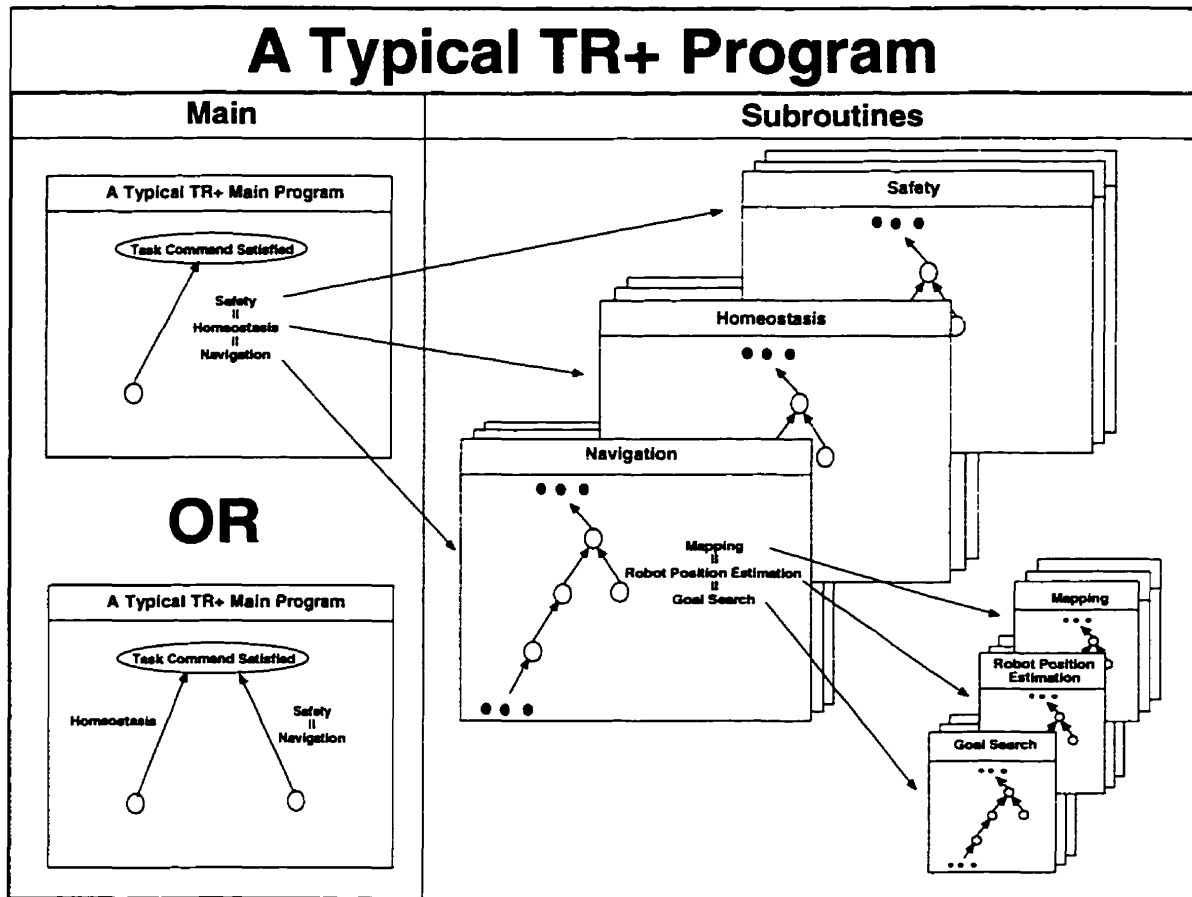 A Typical TR+ Program
Main
Subroutines
A Typical TR+ Main Program
Task Command Satisfied
Safety
||
Homeostasis
||
Navigation
OR
A Typical TR+ Main Program
Task Command Satisfied
Homeostasis
Safety
||
Navigation
Safety
Homeostasis
Navigation
Mapping
||
Robot Position Estimation
||
Goal Search
Mapping
Robot Position
Estimation
Goal Search